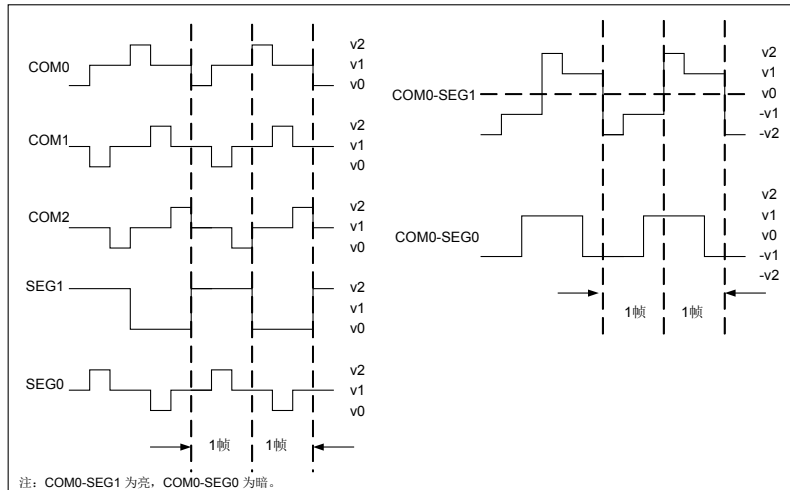 COM0
v2
v1
v0
COM1
v2
v1
v0
COM2
v2
v1
v0
SEG1
v2
v1
v0
SEG0
v2
v1
v0
1帧
1帧
COM0-SEG1
v2
v1
v0
-v1
-v2
COM0-SEG0
v2
v1
v0
-v1
-v2
1帧
1帧
注：COM0-SEG1 为亮，COM0-SEG0 为暗。